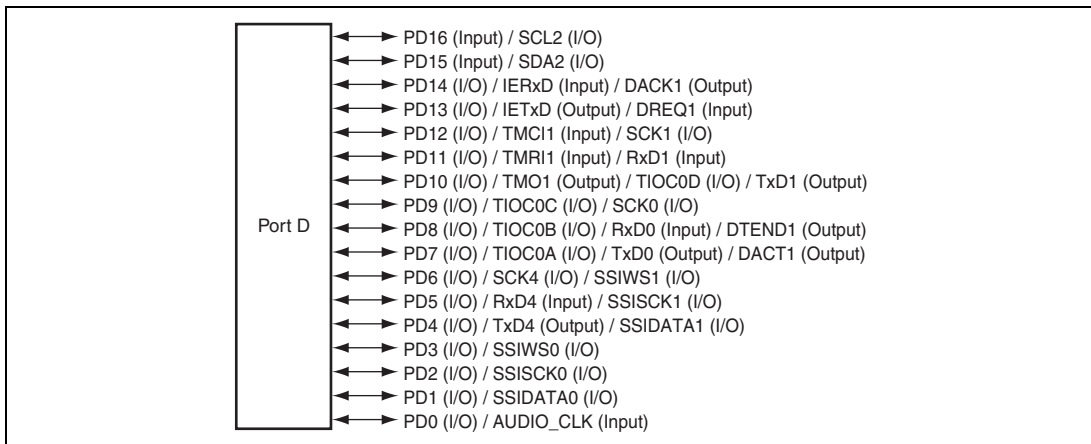 Port D
PD16 (Input) / SCL2 (I/O)
PD15 (Input) / SDA2 (I/O)
PD14 (I/O) / IERxD (Input) / DACK1 (Output)
PD13 (I/O) / IETxD (Output) / DREQ1 (Input)
PD12 (I/O) / TMCI1 (Input) / SCK1 (I/O)
PD11 (I/O) / TMRI1 (Input) / RxD1 (Input)
PD10 (I/O) / TMO1 (Output) / TIOC0D (I/O) / TxD1 (Output)
PD9 (I/O) / TIOC0C (I/O) / SCK0 (I/O)
PD8 (I/O) / TIOC0B (I/O) / RxD0 (Input) / DTEND1 (Output)
PD7 (I/O) / TIOC0A (I/O) / TxD0 (Output) / DACT1 (Output)
PD6 (I/O) / SCK4 (I/O) / SSIWS1 (I/O)
PD5 (I/O) / RxD4 (Input) / SSISCK1 (I/O)
PD4 (I/O) / TxD4 (Output) / SSIDATA1 (I/O)
PD3 (I/O) / SSIWS0 (I/O)
PD2 (I/O) / SSISCK0 (I/O)
PD1 (I/O) / SSIDATA0 (I/O)
PD0 (I/O) / AUDIO_CLK (Input)